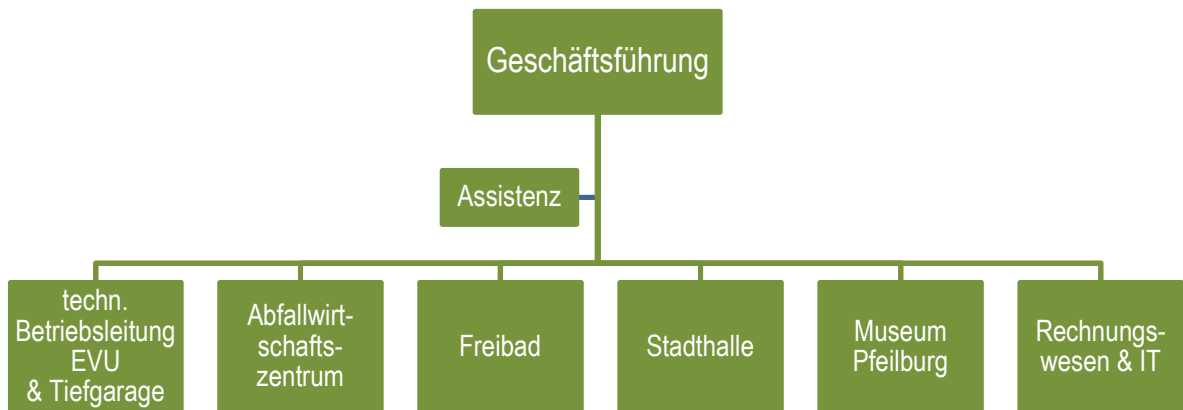 Geschäftsführung
Assistenz
techn.
Betriebsleitung
EVU
& Tiefgarage
Abfallwirt-
schafts-
zentrum
Freibad
Stadthalle
Museum
Pfeilburg
Rechnungs-
wesen & IT